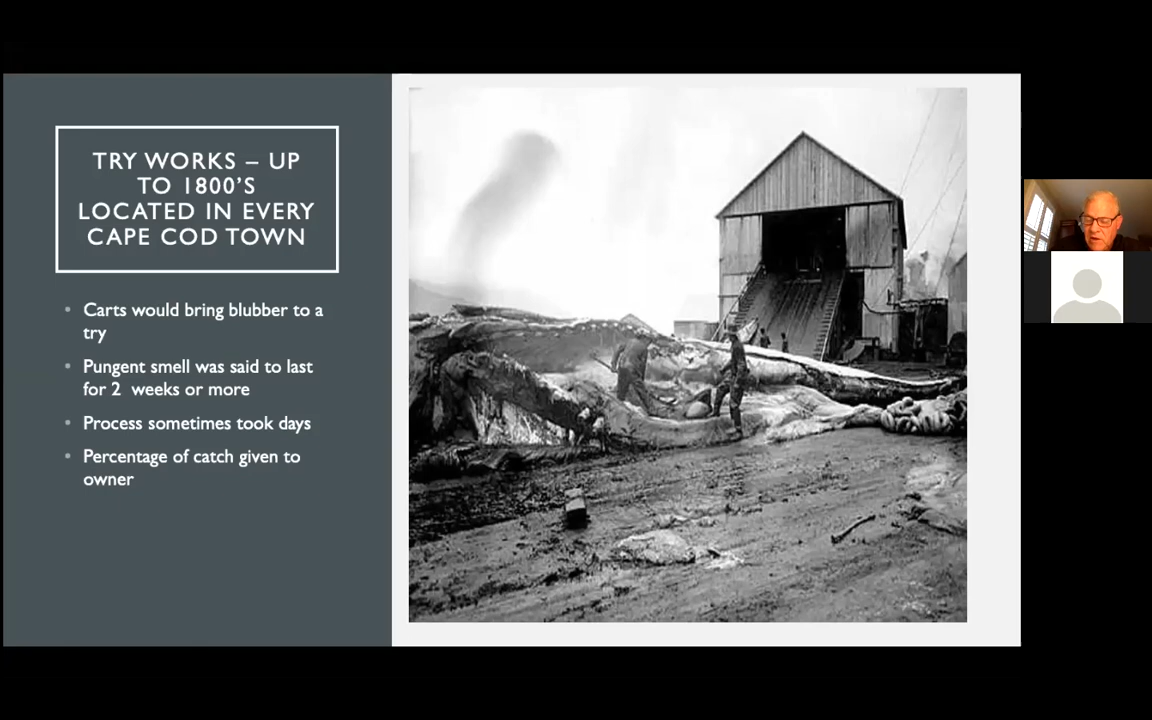 TRY WORKS – UP
TO 1800'S
LOCATED IN EVERY
CAPE COD TOWN
• Carts would bring blubber to a
try
• Pungent smell was said to last
for 2 weeks or more
• Process sometimes took days
• Percentage of catch given to
owner